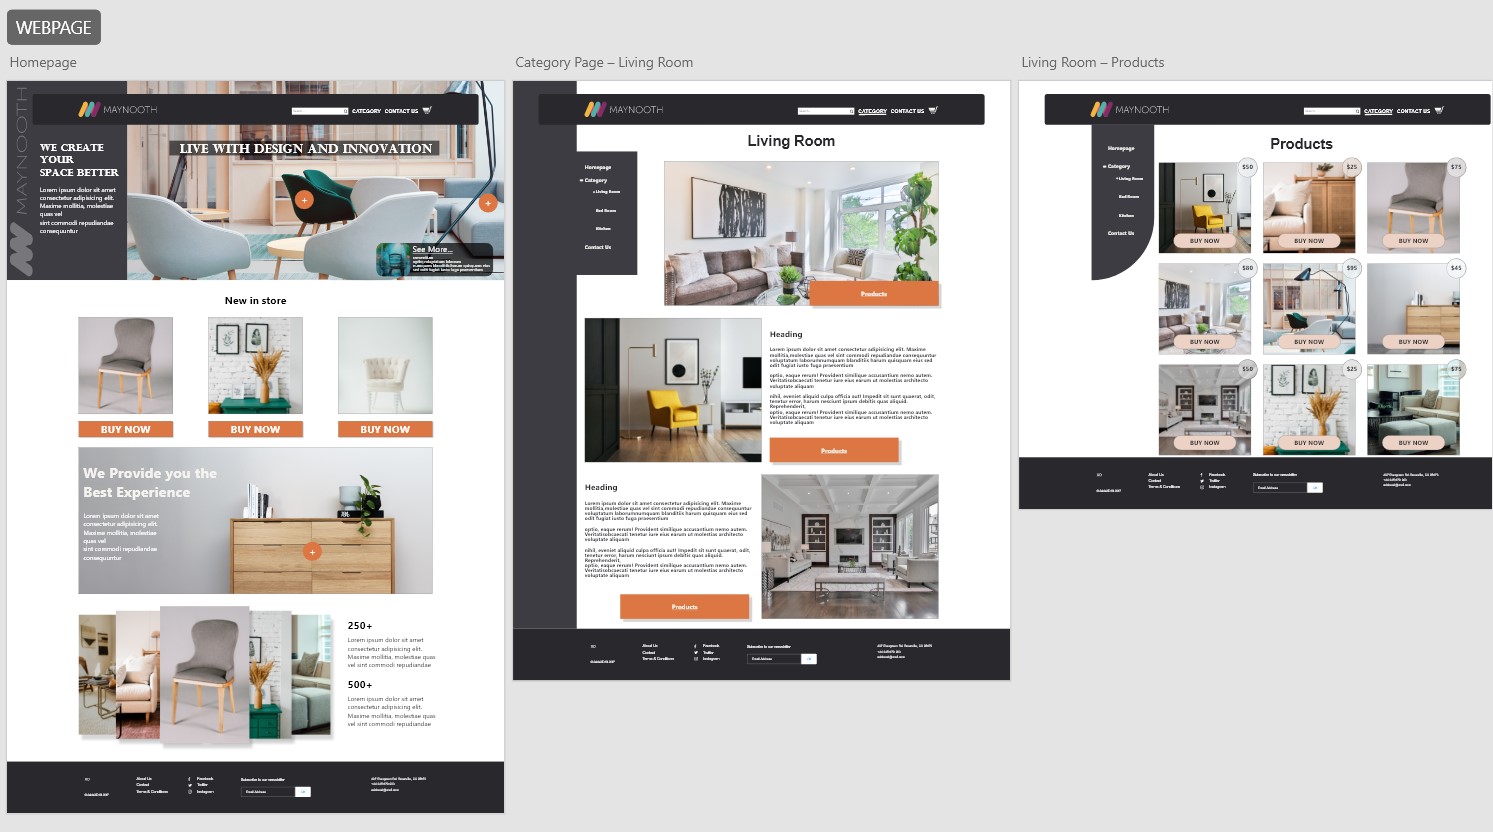 WEBPAGE
Homepage
MAYNOOTH
MAYNOOTH
CATEGORY CONTACT US
WE CREATE
YOUR
SPACE BETTER
Lorem ipsum dolor sit amet
consectetur adipisicing elit.
Maxime mollitia, molestiae
quas vel
sint commodi repudiandae
consequuntur
LIVE WITH DESIGN AND INNOVATION
+
+
See More...
New in store
BUY NOW
BUY NOW
BUY NOW
We Provide you the
Best Experience
Lorem ipsum dolor sit amet
consectetur adipisicing elit.
Maxime mollitia, molestiae
quas vel
sint commodi repudiandae
consequuntur
+
250+
Lorem ipsum dolor sit amet
consectetur adipisicing elit.
Maxime mollitia, molestiae quas
vel sint commodi repudiandae
500+
Lorem ipsum dolor sit amet
consectetur adipisicing elit.
Maxime mollitia, molestiae quas
vel sint commodi repudiandae
About Us
Contact
Terms & Conditions
Facebook
Twitter
Instagram
Subscribe to our newsletter
Email Address
Category Page – Living Room
MAYNOOTH
CATEGORY CONTACT US
Living Room
Homepage
Category
Living Room
Bed Room
Kitchen
Contact Us
Products
Heading
Lorem ipsum dolor sit amet consectetur adipisicing elit. Maxime
mollitia,molestiae quas vel sint commodi repudiandae consequuntur
voluptatum laborumnumquam blanditiis harum quisquam eius sed
odit fugiat iusto fuga praesentium
optio, eaque rerum! Provident similique accusantium nemo autem.
Veritatisobcaecati tenetur iure eius earum ut molestias architecto
voluptate aliquam
nihil, eveniet aliquid culpa officia aut! Impedit sit sunt quaerat, odit,
tenetur error, harum nesciunt ipsum debitis quas aliquid.
Reprehenderit,
optio, eaque rerum! Provident similique accusantium nemo autem.
Veritatisobcaecati tenetur iure eius earum ut molestias architecto
voluptate aliquam
Products
Heading
Lorem ipsum dolor sit amet consectetur adipisicing elit. Maxime
mollitia,molestiae quas vel sint commodi repudiandae consequuntur
voluptatum laborumnumquam blanditiis harum quisquam eius sed
odit fugiat iusto fuga praesentium
optio, eaque rerum! Provident similique accusantium nemo autem.
Veritatisobcaecati tenetur iure eius earum ut molestias architecto
voluptate aliquam
nihil, eveniet aliquid culpa officia aut! Impedit sit sunt quaerat, odit,
tenetur error, harum nesciunt ipsum debitis quas aliquid.
Reprehenderit,
optio, eaque rerum! Provident similique accusantium nemo autem.
Veritatisobcaecati tenetur iure eius earum ut molestias architecto
voluptate aliquam
Products
About Us
Contact
Terms & Conditions
Facebook
Twitter
Instagram
Subscribe to our newsletter
Email Address
Living Room – Products
MAYNOOTH
CATEGORY CONTACT US
Homepage
Category
Living Room
Bed Room
Kitchen
Contact Us
Products
$50
$25
$75
BUY NOW
BUY NOW
BUY NOW
$80
$95
$45
BUY NOW
BUY NOW
BUY NOW
$50
$25
$75
BUY NOW
BUY NOW
BUY NOW
About Us
Contact
Terms & Conditions
Facebook
Twitter
Instagram
Subscribe to our newsletter
Email Address